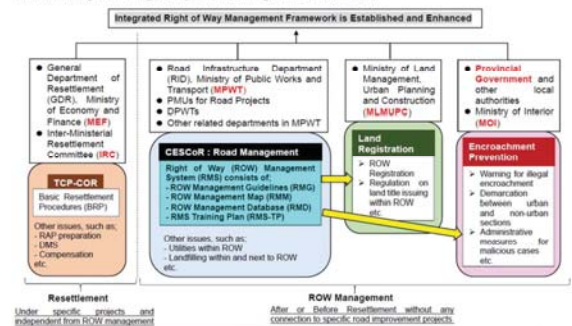 Integrated Right of Way Management Framework is Established and Enhanced
● General Department of Resettlement (GDR), Ministry of Economy and Finance (MEF)
● Inter-Ministerial Resettlement Committee (IRC)
● Road Infrastructure Department (RID), Ministry of Public Works and Transport (MPWT)
● PMUs for Road Projects
● DPWTs
● Other related departments in MPWT
● Ministry of Land Management, Urban Planning and Construction (MLMUPC)
● Provincial Government and other local authorities
● Ministry of Interior (MOI)
TCP-COR
Basic Resettlement
Procedures (BRP)
Other issues, such as;
- RAP preparation
- DMS
- Compensation
etc.
CESCoR : Road Management
Right of Way (ROW) Management
System (RMS) consists of;
- ROW Management Guidelines (RMG)
- ROW Management Map (RMM)
- ROW Management Database (RMD)
- RMS Training Plan (RMS-TP)
Other issues, such as:
- Utilities within ROW
- Landfilling within and next to ROW
etc.
Land
Registration
➢ ROW
Registration
➢ Regulation on
land title issuing
within ROW
etc.
Encroachment
Prevention
➢ Warning for illegal
encroachment
➢ Demarcation
between urban
and non-urban
sections
➢ Administrative
measures for
malicious cases etc.
Resettlement
Under specific projects and
independent from ROW management
ROW Management
After or Before Resettlement without any
connection to specific road improvement projects.